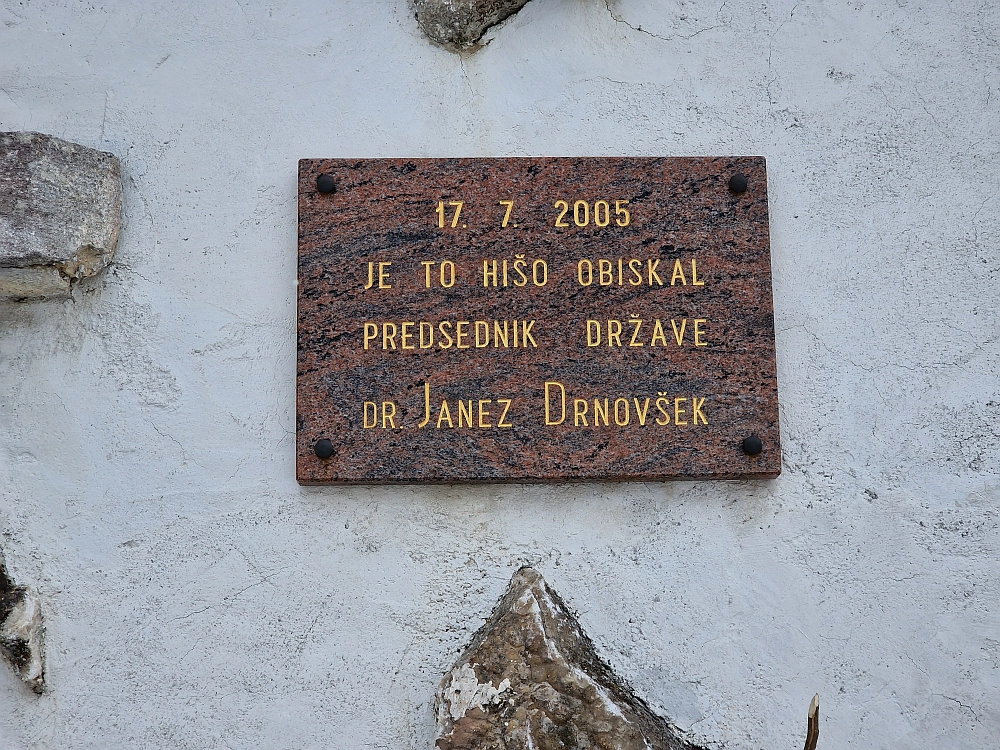 17. 7. 2005
JE TO HIŠO OBISKAL
PREDSEDNIK DRŽAVE
DR. JANEZ DRNOVŠEK